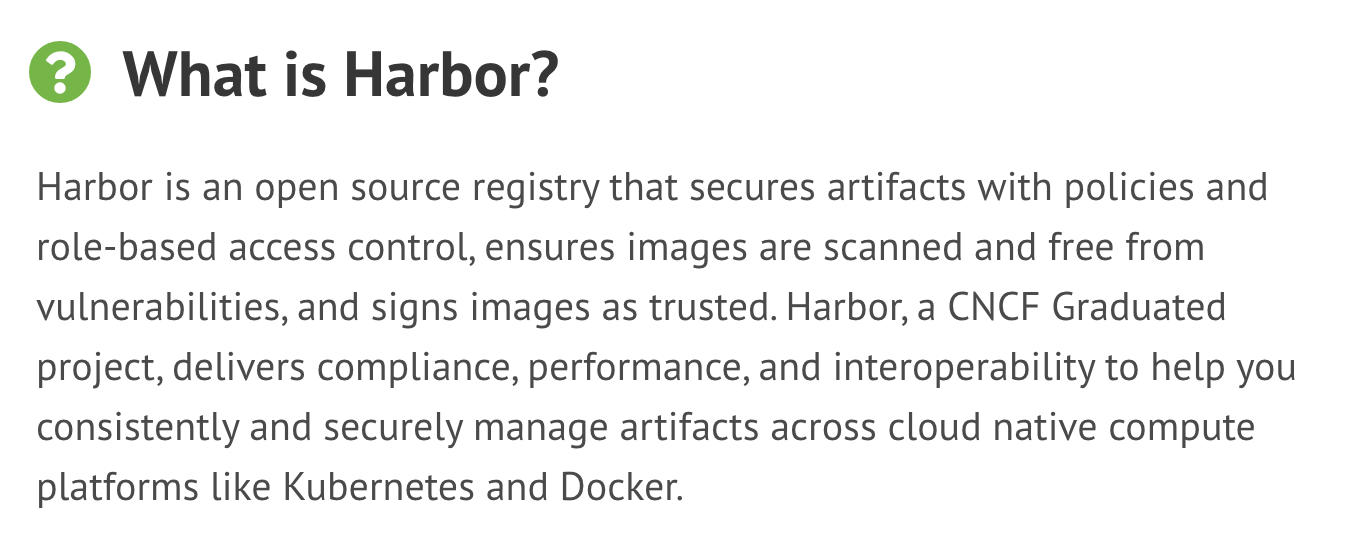 What is Harbor?
Harbor is an open source registry that secures artifacts with policies and
role-based access control, ensures images are scanned and free from
vulnerabilities, and signs images as trusted. Harbor, a CNCF Graduated
project, delivers compliance, performance, and interoperability to help you
consistently and securely manage artifacts across cloud native compute
platforms like Kubernetes and Docker.